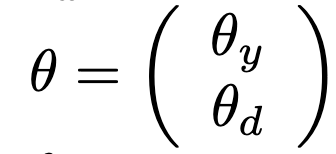 θ = ( θ_y
θ_d )